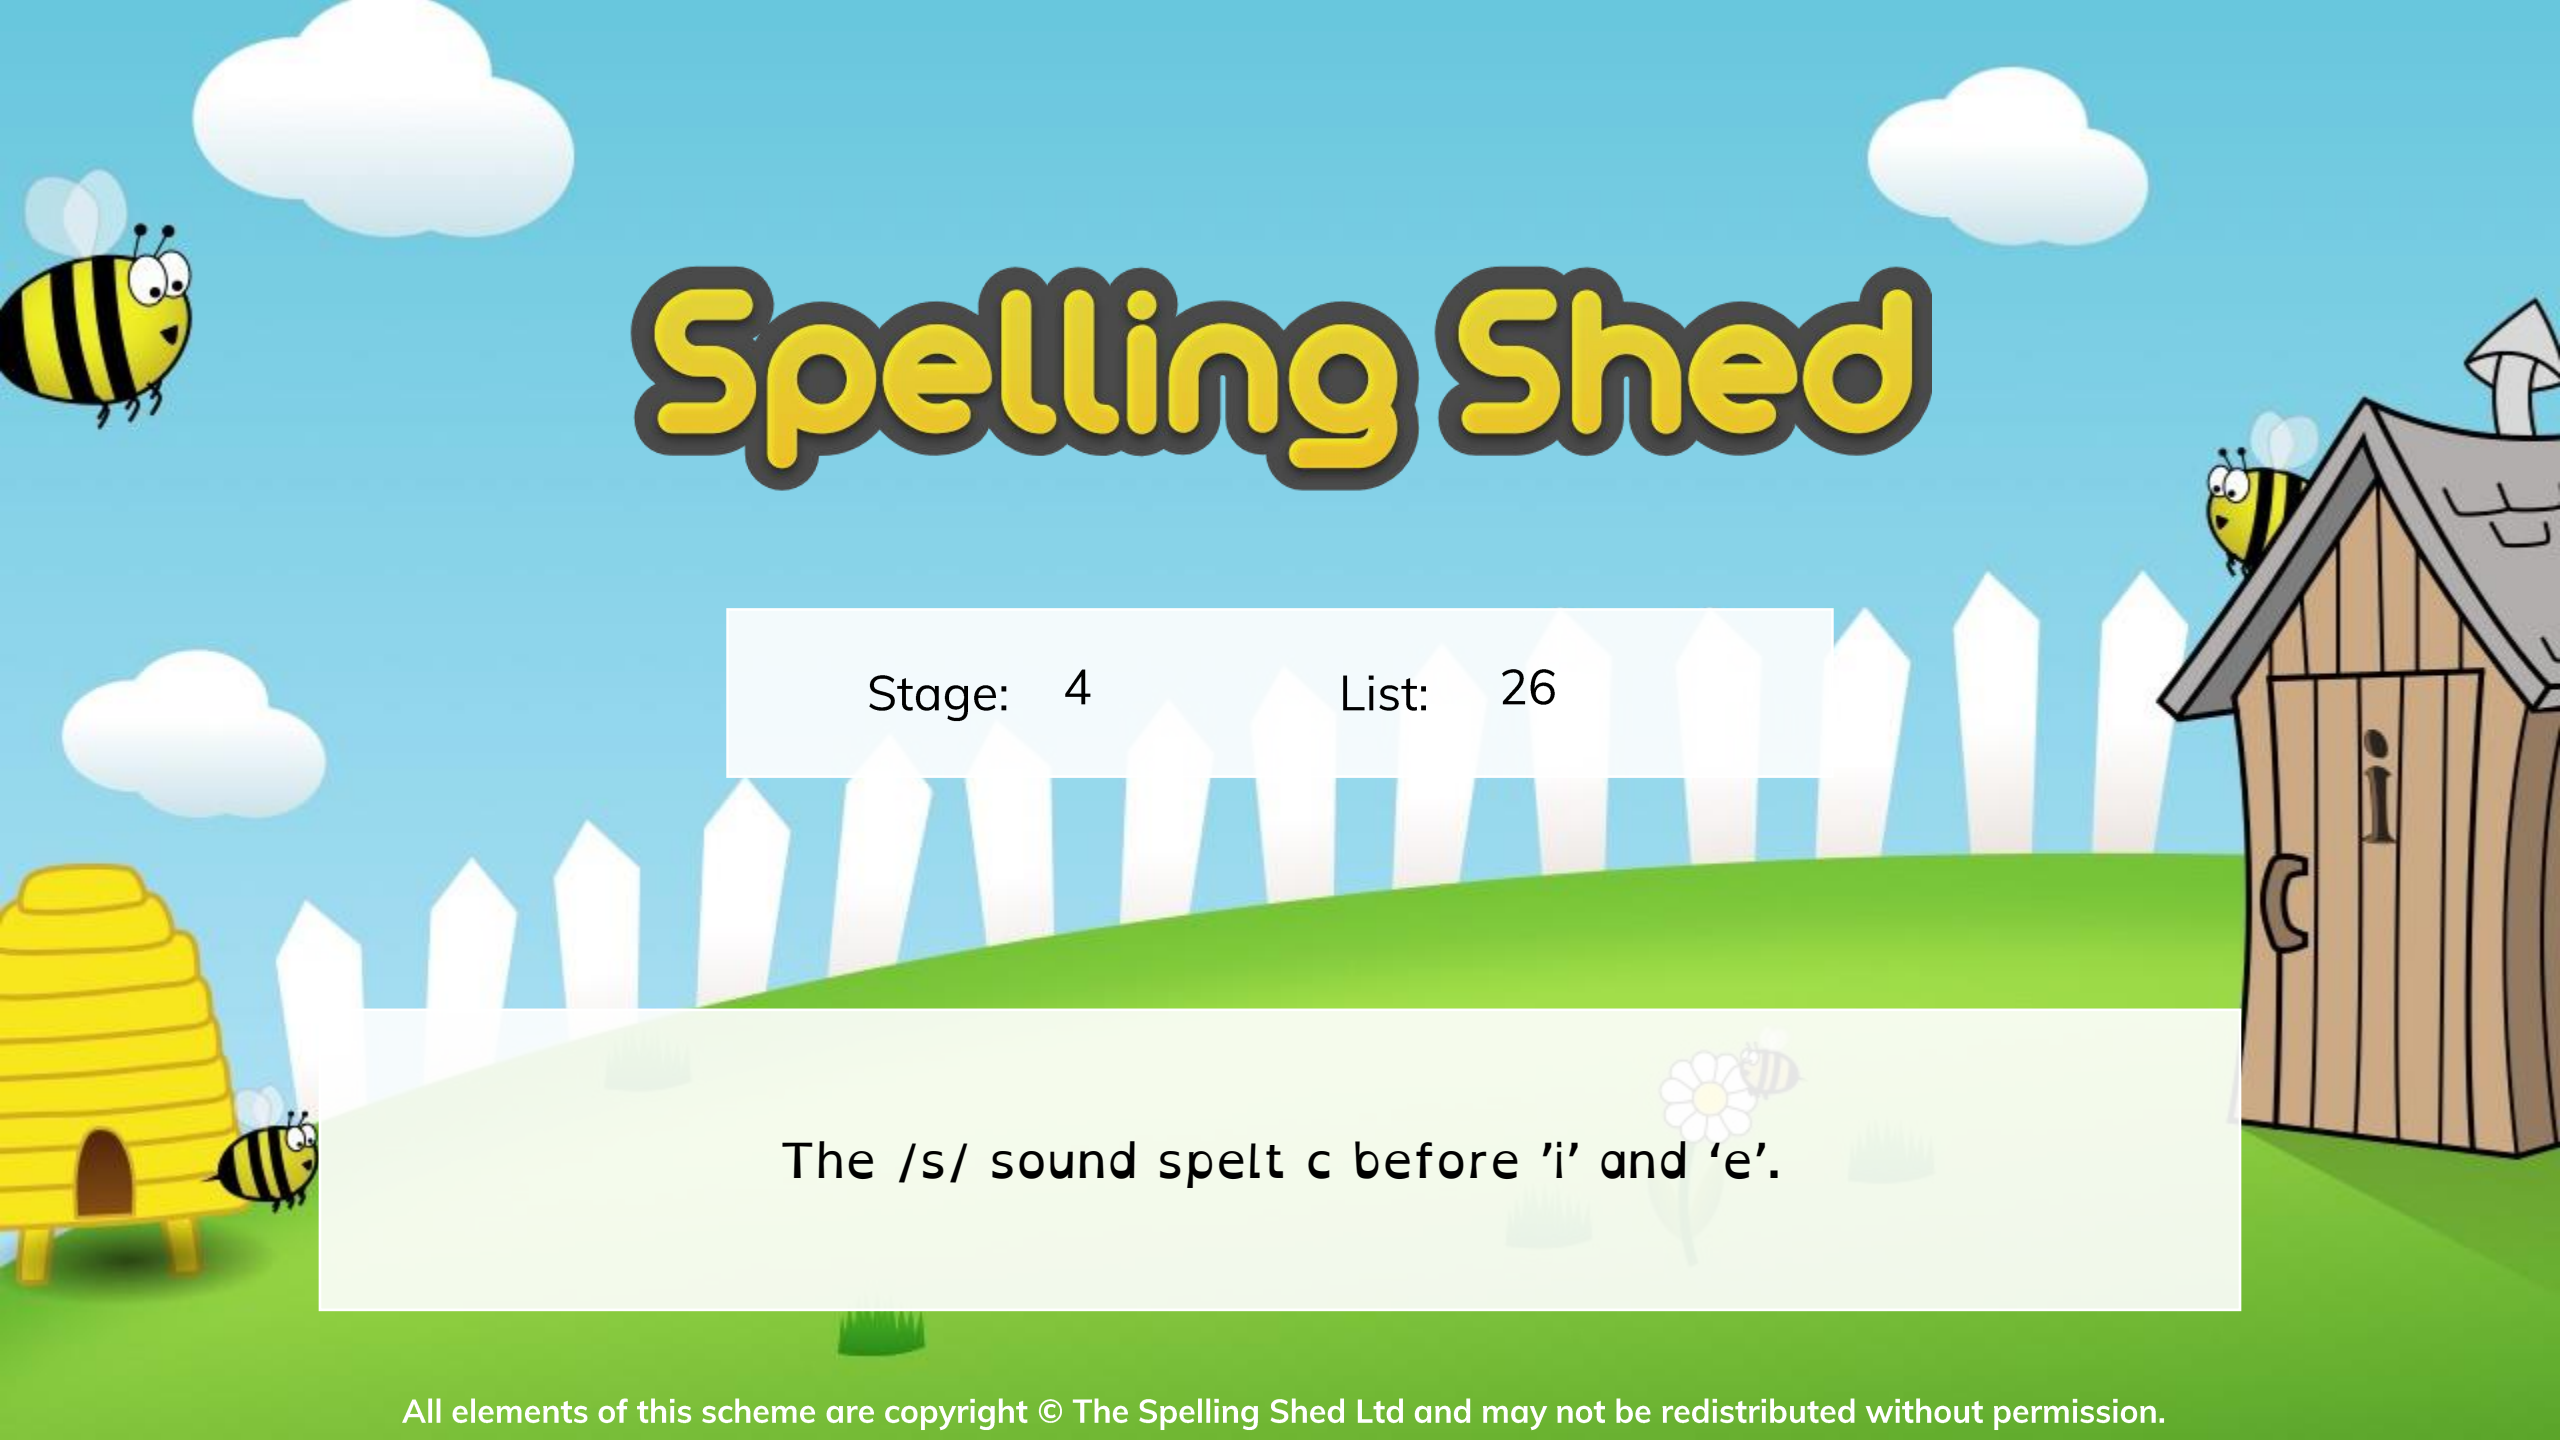 Spelling Shed
Stage: 4 List: 26
i
The /s/ sound spelt c before ’i’ and ‘e’.
All elements of this scheme are copyright © The Spelling Shed Ltd and may not be redistributed without permission.